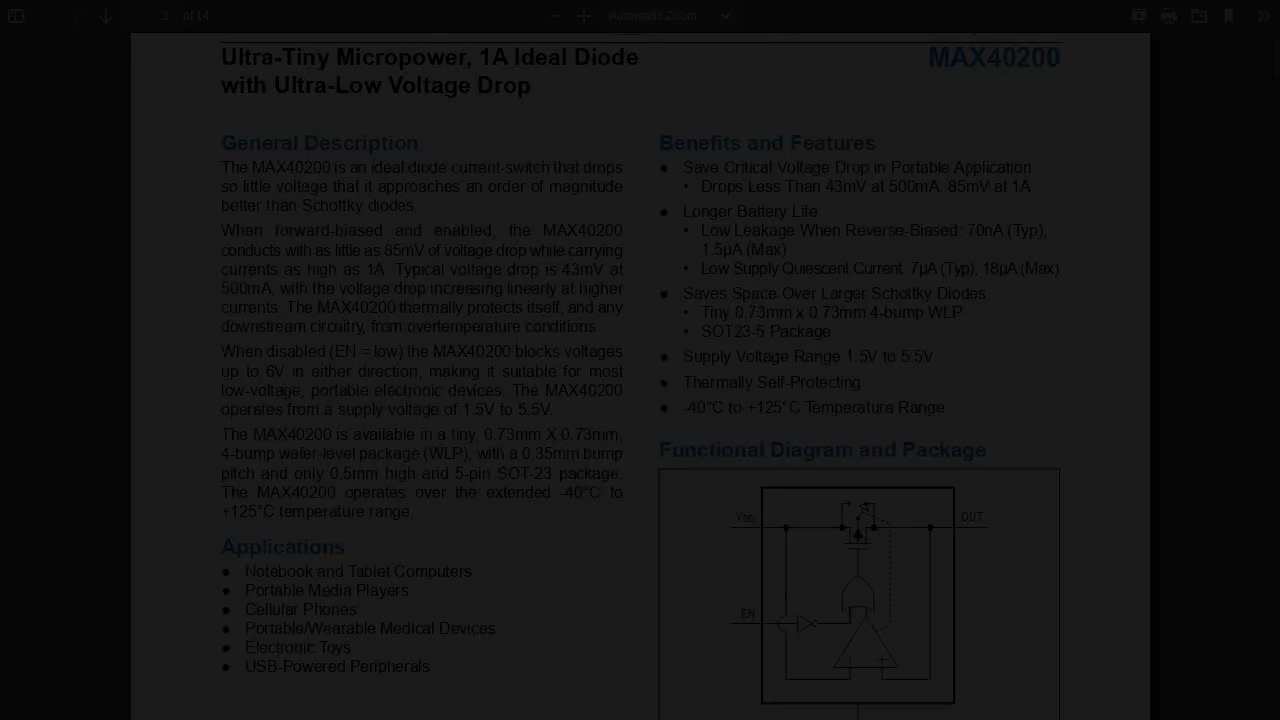 1 of 14
Automatic Zoom
Ultra-Tiny Micropower, 1A Ideal Diode
with Ultra-Low Voltage Drop
MAX40200
General Description
The MAX40200 is an ideal diode current-switch that drops
so little voltage that it approaches an order of magnitude
better than Schottky diodes.
When forward-biased and enabled, the MAX40200
conducts with as little as 85mV of voltage drop while carrying
currents as high as 1A. Typical voltage drop is 43mV at
500mA, with the voltage drop increasing linearly at higher
currents. The MAX40200 thermally protects itself, and any
downstream circuitry, from overtemperature conditions.
When disabled (EN = low) the MAX40200 blocks voltages
up to 6V in either direction, making it suitable for most
low-voltage, portable electronic devices. The MAX40200
operates from a supply voltage of 1.5V to 5.5V.
The MAX40200 is available in a tiny, 0.73mm X 0.73mm,
4-bump wafer-level package (WLP), with a 0.35mm bump
pitch and only 0.5mm high and 5-pin SOT-23 package.
The MAX40200 operates over the extended -40°C to
+125°C temperature range.
Applications
● Notebook and Tablet Computers
● Portable Media Players
● Cellular Phones
● Portable/Wearable Medical Devices
● Electronic Toys
● USB-Powered Peripherals
Benefits and Features
● Save Critical Voltage Drop in Portable Application
• Drops Less Than 43mV at 500mA, 85mV at 1A
● Longer Battery Life
• Low Leakage When Reverse-Biased: 70nA (Typ),
1.5µA (Max)
• Low Supply Quiescent Current: 7µA (Typ), 18µA (Max)
● Saves Space Over Larger Schottky Diodes
• Tiny 0.73mm x 0.73mm 4-bump WLP
• SOT23-5 Package
● Supply Voltage Range 1.5V to 5.5V
● Thermally Self-Protecting
● -40°C to +125°C Temperature Range
Functional Diagram and Package
VDD
OUT
EN